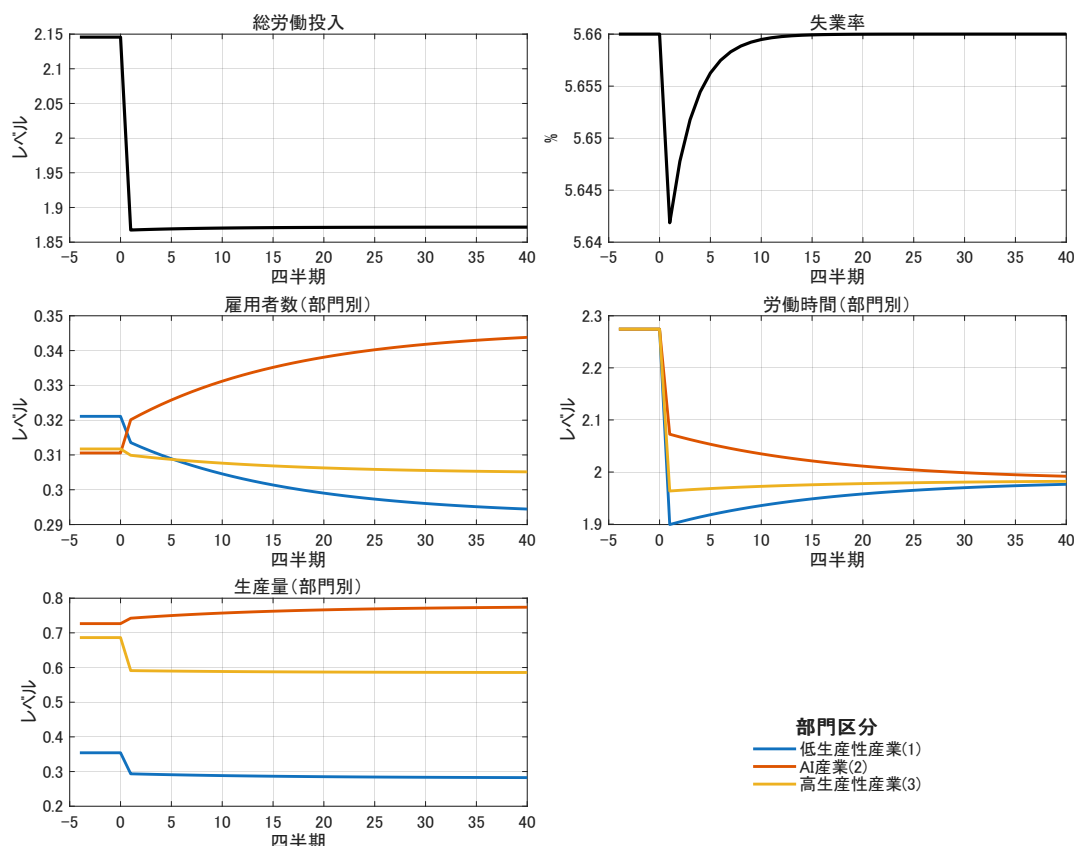 総労働投入
2.15
2.1
2.05
2
1.95
1.9
1.85
レベル
-5 0 5 10 15 20 25 30 35 40
四半期
失業率
5.66
5.655
5.65
5.645
5.64
%
-5 0 5 10 15 20 25 30 35 40
四半期
雇用者数(部門別)
0.35
0.34
0.33
0.32
0.31
0.3
0.29
レベル
-5 0 5 10 15 20 25 30 35 40
四半期
労働時間(部門別)
2.3
2.2
2.1
2
1.9
レベル
-5 0 5 10 15 20 25 30 35 40
四半期
生産量(部門別)
0.8
0.7
0.6
0.5
0.4
0.3
0.2
レベル
-5 0 5 10 15 20 25 30 35 40
四半期
部門区分
低生産性産業(1)
AI産業(2)
高生産性産業(3)